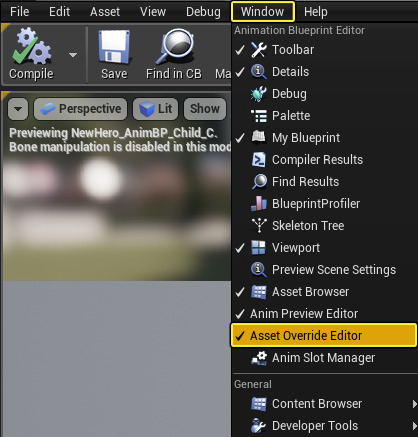 File Edit Asset View Debug Window Help
Compile
Save
Find in CB
Ma
Perspective
Lit
Show
Previewing NewHero_AnimBP_Child_C.
Bone manipulation is disabled in this mod
Animation Blueprint Editor
Toolbar
Details
Debug
Palette
My Blueprint
Compiler Results
Find Results
BlueprintProfiler
Skeleton Tree
Viewport
Preview Scene Settings
Asset Browser
Anim Preview Editor
Asset Override Editor
Anim Slot Manager
General
Content Browser
Developer Tools